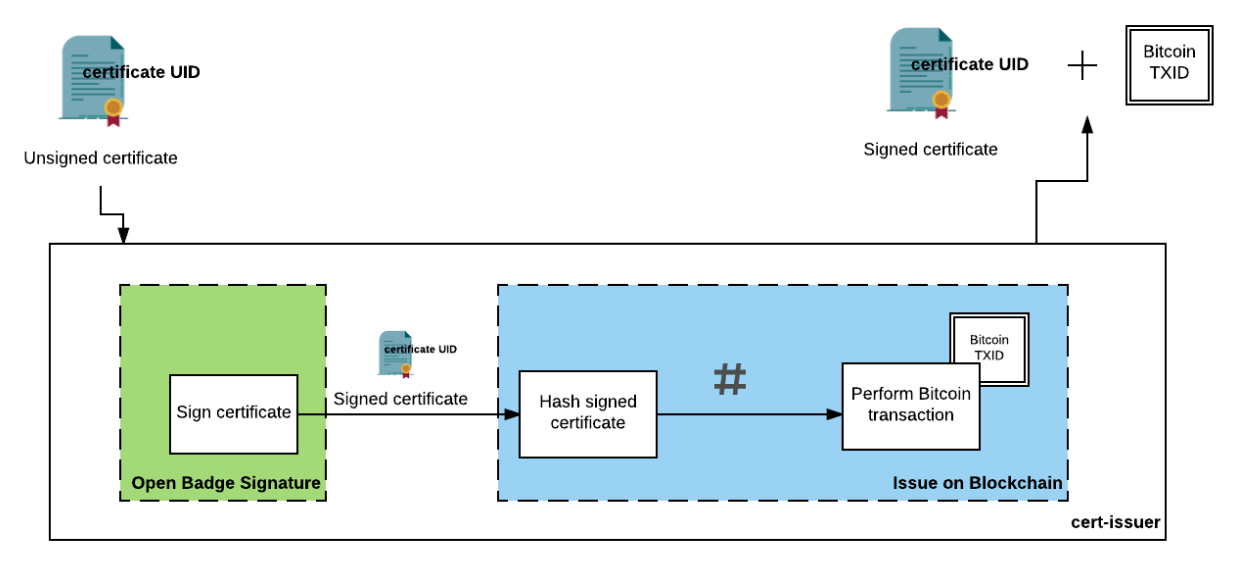 certificate UID
Unsigned certificate
certificate UID
Signed certificate
Bitcoin
TXID
Sign certificate
Open Badge Signature
certificate UID
Signed certificate
Hash signed
certificate
#
Bitcoin
TXID
Perform Bitcoin
transaction
Issue on Blockchain
cert-issuer